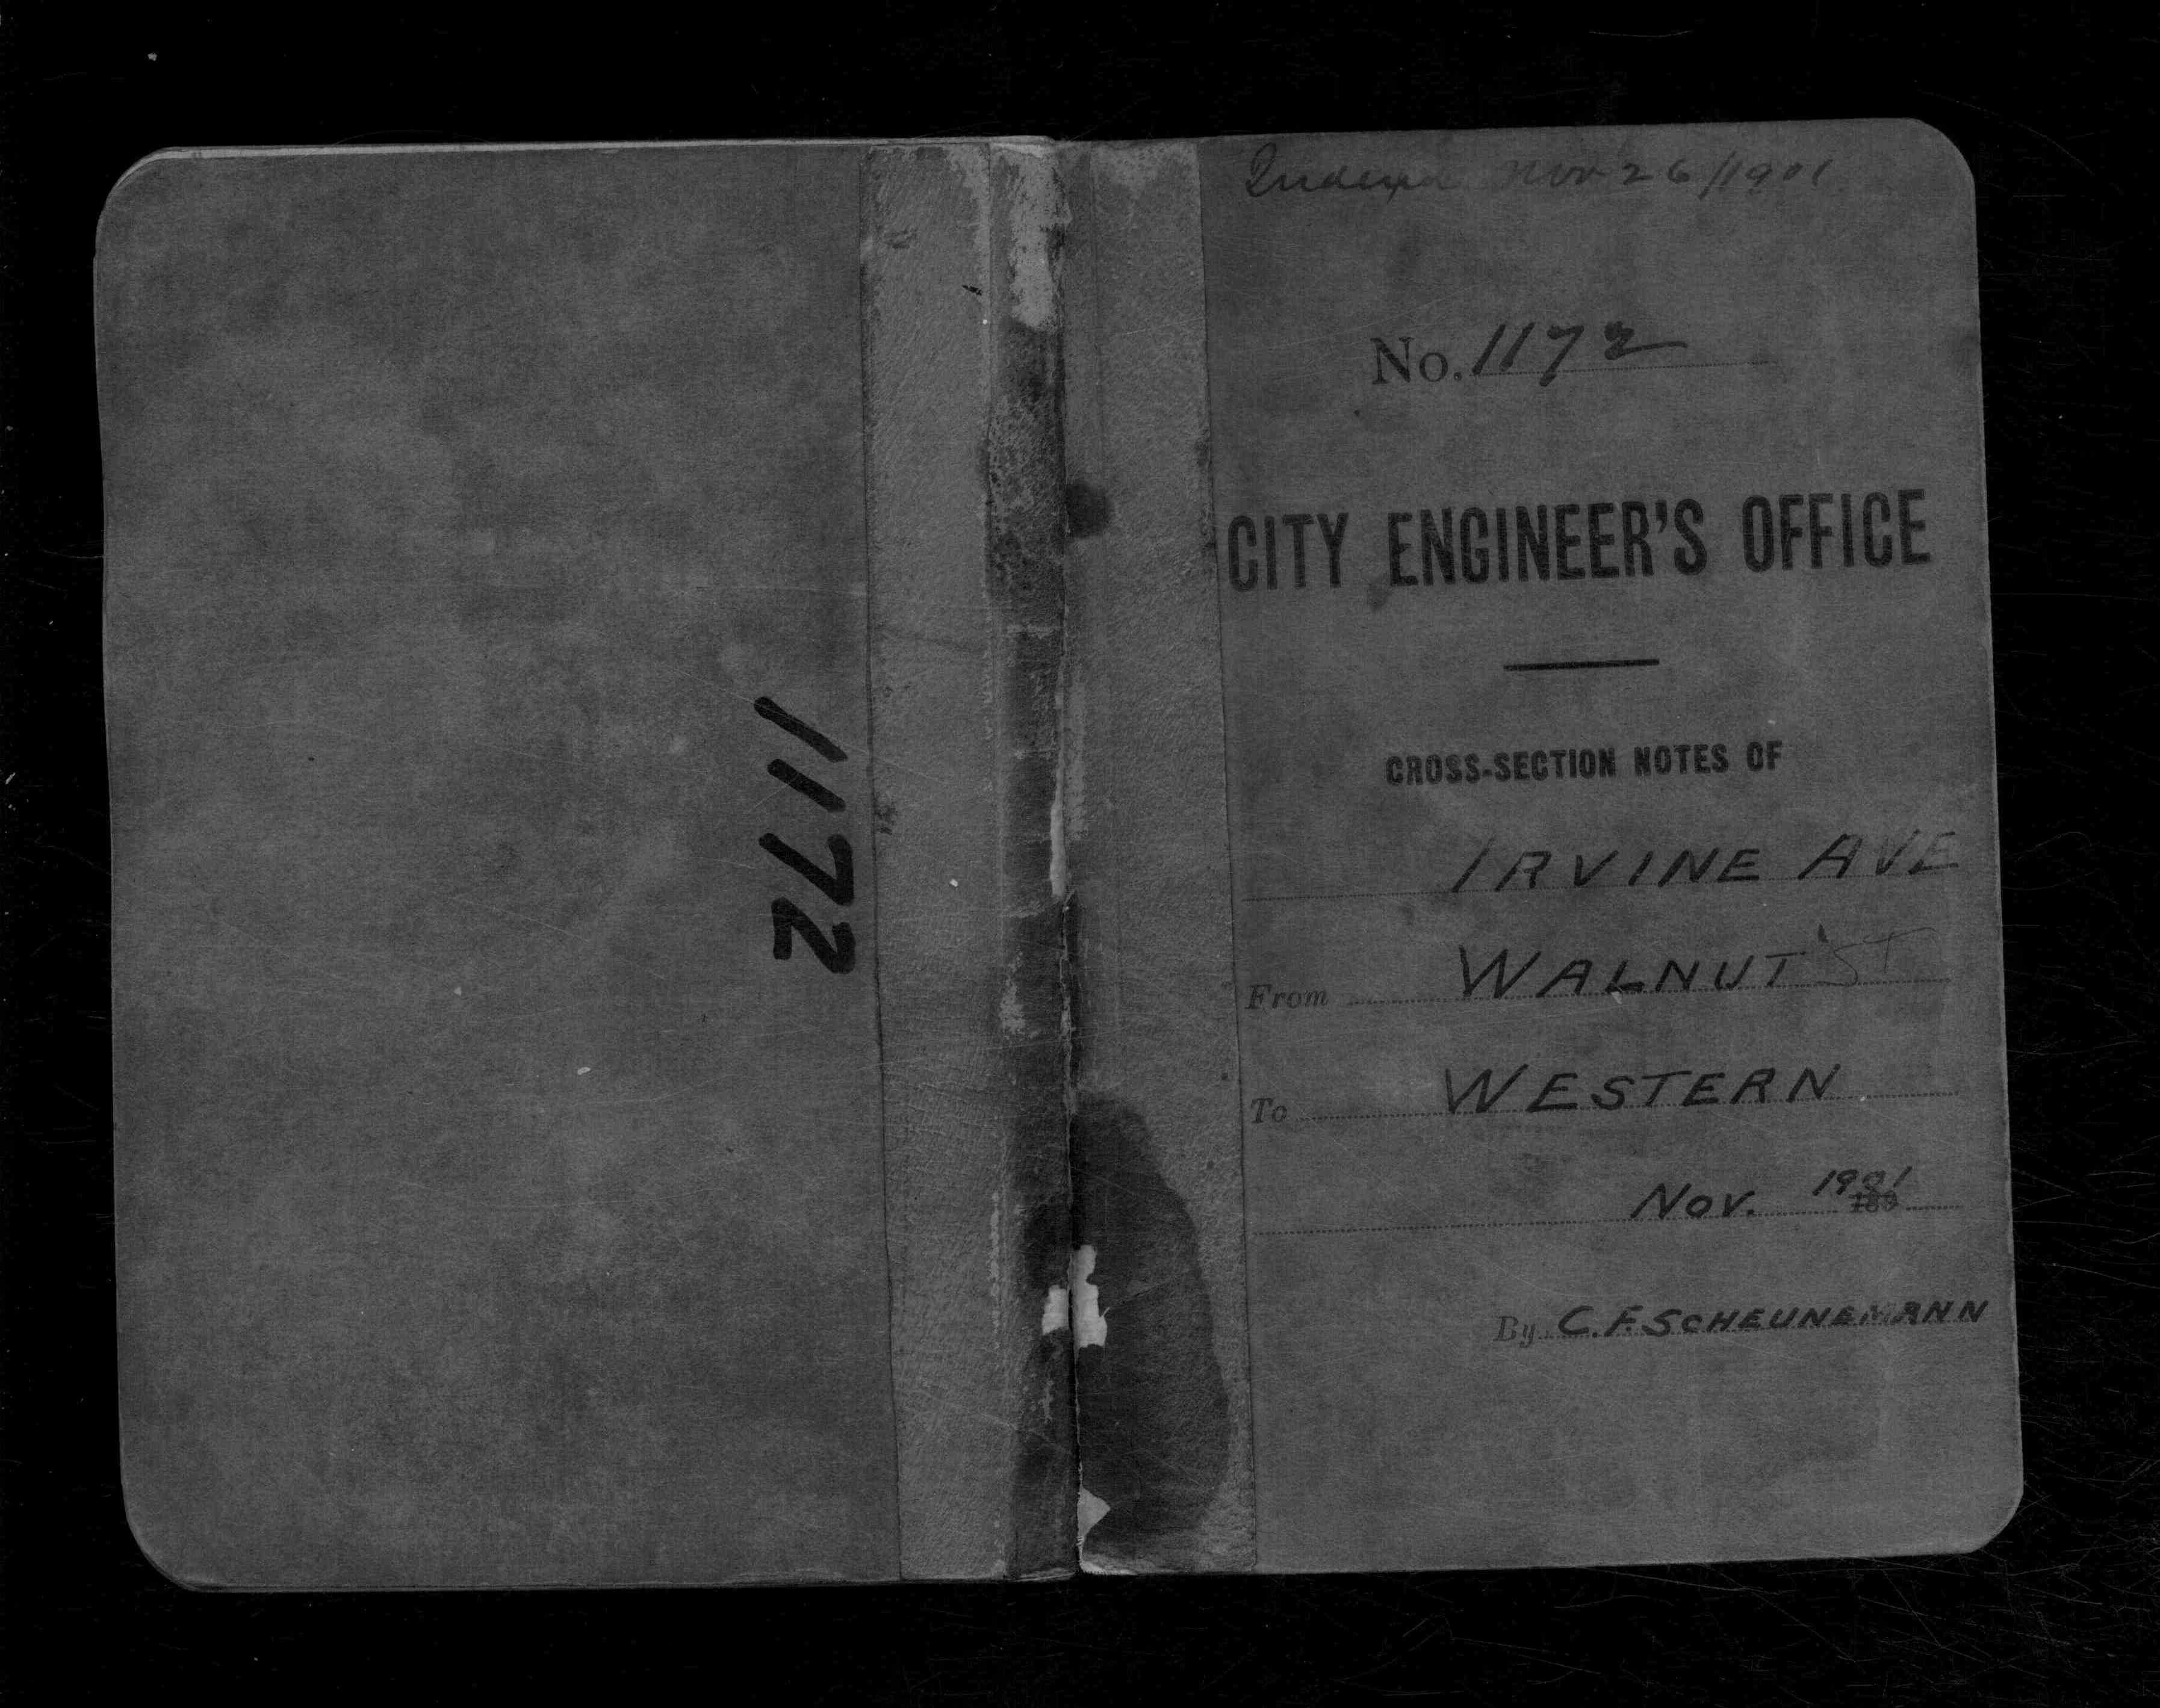 1172
Nov 26/1901
No. 1172
CITY ENGINEER'S OFFICE
CROSS-SECTION NOTES OF
IRVINE AVE
From WALNUT ST
To WESTERN
Nov. 1901
By C. F. SCHEUNEMANN